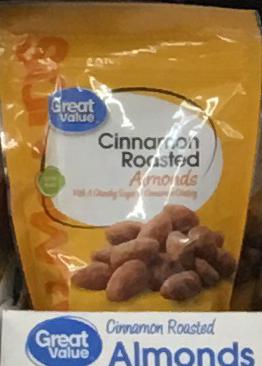 Great
Value
Cinnamon
Roasted
Almonds
With A Crunchy Sugar & Cinnamon Coating
Great
Value
Cinnamon Roasted
Almonds